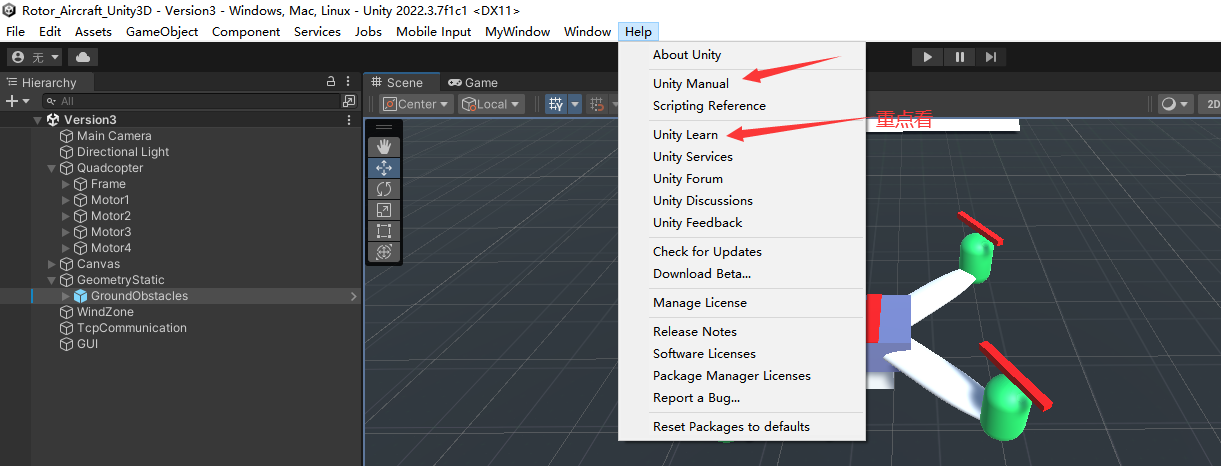 Rotor_Aircraft_Unity3D - Version3 - Windows, Mac, Linux - Unity 2022.3.7f1c1 <DX11>
File Edit Assets GameObject Component Services Jobs Mobile Input MyWindow Window Help
无
Hierarchy
All
Version3
Main Camera
Directional Light
Quadcopter
Frame
Motor1
Motor2
Motor3
Motor4
Canvas
GeometryStatic
GroundObstacles
WindZone
TcpCommunication
GUI
Scene Game
Center Local
2D
About Unity
Unity Manual
Scripting Reference
Unity Learn
重点看
Unity Services
Unity Forum
Unity Discussions
Unity Feedback
Check for Updates
Download Beta...
Manage License
Release Notes
Software Licenses
Package Manager Licenses
Report a Bug...
Reset Packages to defaults